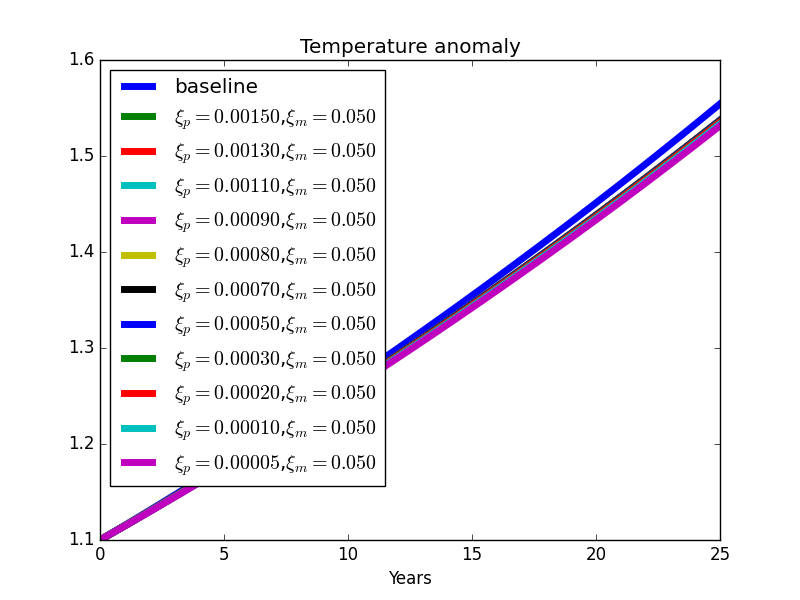 Temperature anomaly
1.6
1.5
1.4
1.3
1.2
1.1
baseline
ξₚ = 0.00150,ξₘ = 0.050
ξₚ = 0.00130,ξₘ = 0.050
ξₚ = 0.00110,ξₘ = 0.050
ξₚ = 0.00090,ξₘ = 0.050
ξₚ = 0.00080,ξₘ = 0.050
ξₚ = 0.00070,ξₘ = 0.050
ξₚ = 0.00050,ξₘ = 0.050
ξₚ = 0.00030,ξₘ = 0.050
ξₚ = 0.00020,ξₘ = 0.050
ξₚ = 0.00010,ξₘ = 0.050
ξₚ = 0.00005,ξₘ = 0.050
0 5 10 15 20 25
Years